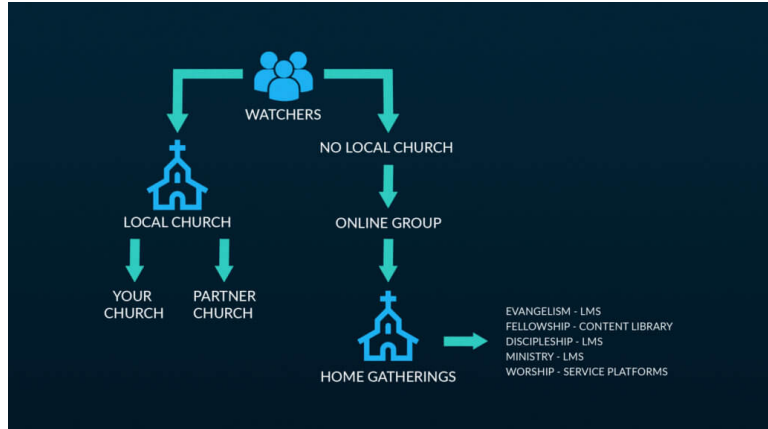 WATCHERS
NO LOCAL CHURCH
LOCAL CHURCH
ONLINE GROUP
YOUR
CHURCH
PARTNER
CHURCH
HOME GATHERINGS
EVANGELISM - LMS
FELLOWSHIP - CONTENT LIBRARY
DISCIPLESHIP - LMS
MINISTRY - LMS
WORSHIP - SERVICE PLATFORMS